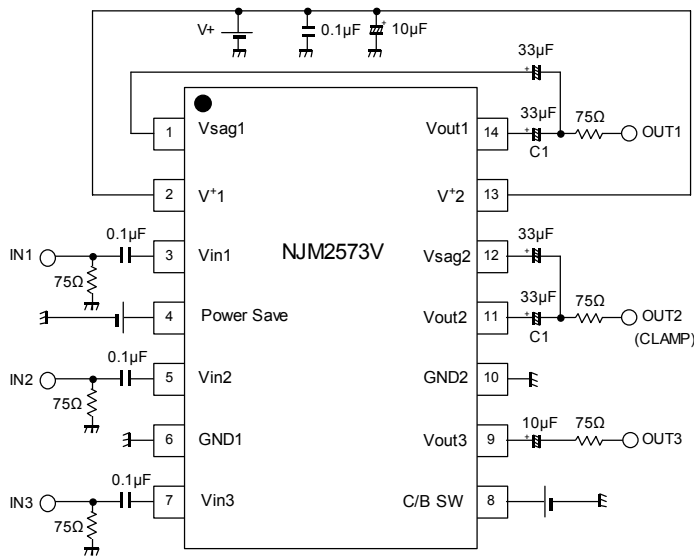 V+
0.1µF
10µF
33µF
33µF
75Ω
1
Vsag1
Vout1
14
C1
OUT1
2
V+1
V+2
13
0.1µF
IN1
75Ω
3
Vin1
NJM2573V
Vsag2
12
33µF
4
Power Save
Vout2
11
33µF
C1
75Ω
OUT2
(CLAMP)
0.1µF
IN2
75Ω
5
Vin2
GND2
10
6
GND1
Vout3
9
10µF
75Ω
OUT3
0.1µF
IN3
75Ω
7
Vin3
C/B SW
8